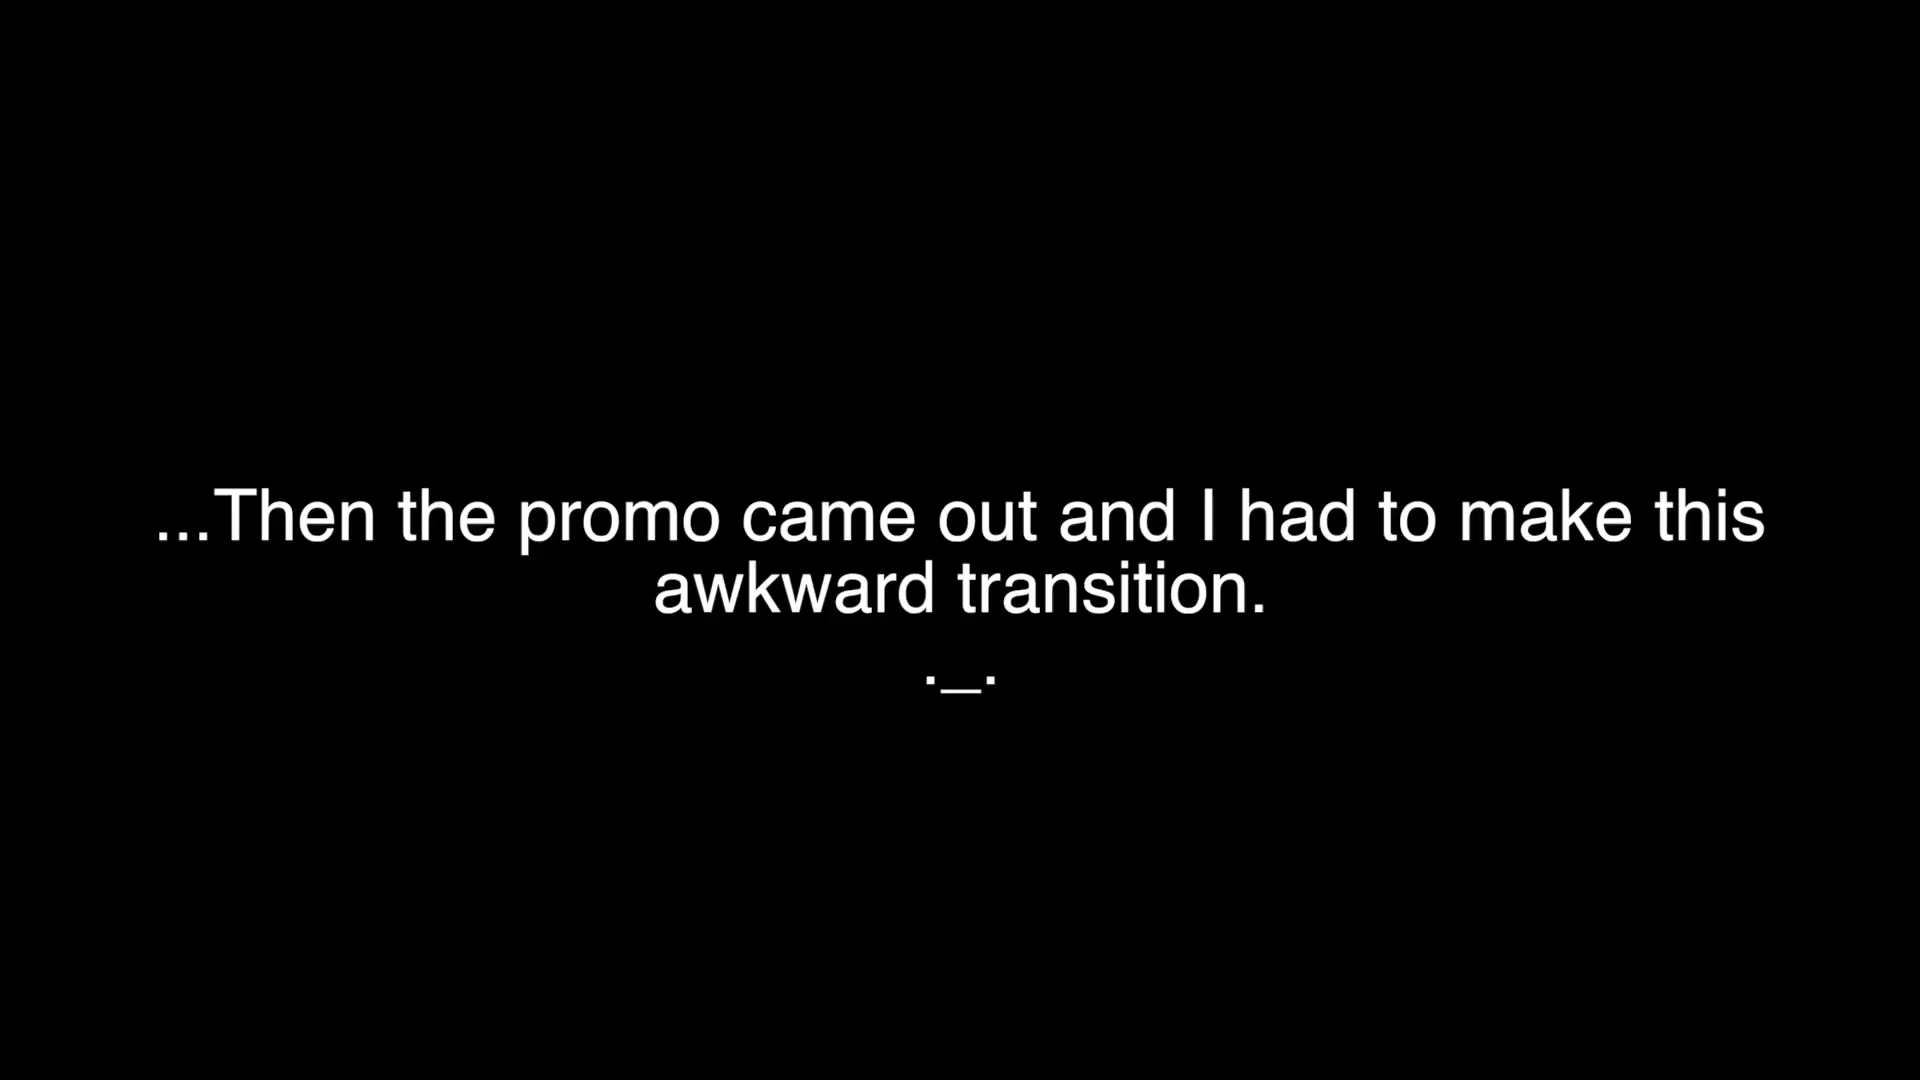 ...Then the promo came out and I had to make this
awkward transition.
._.